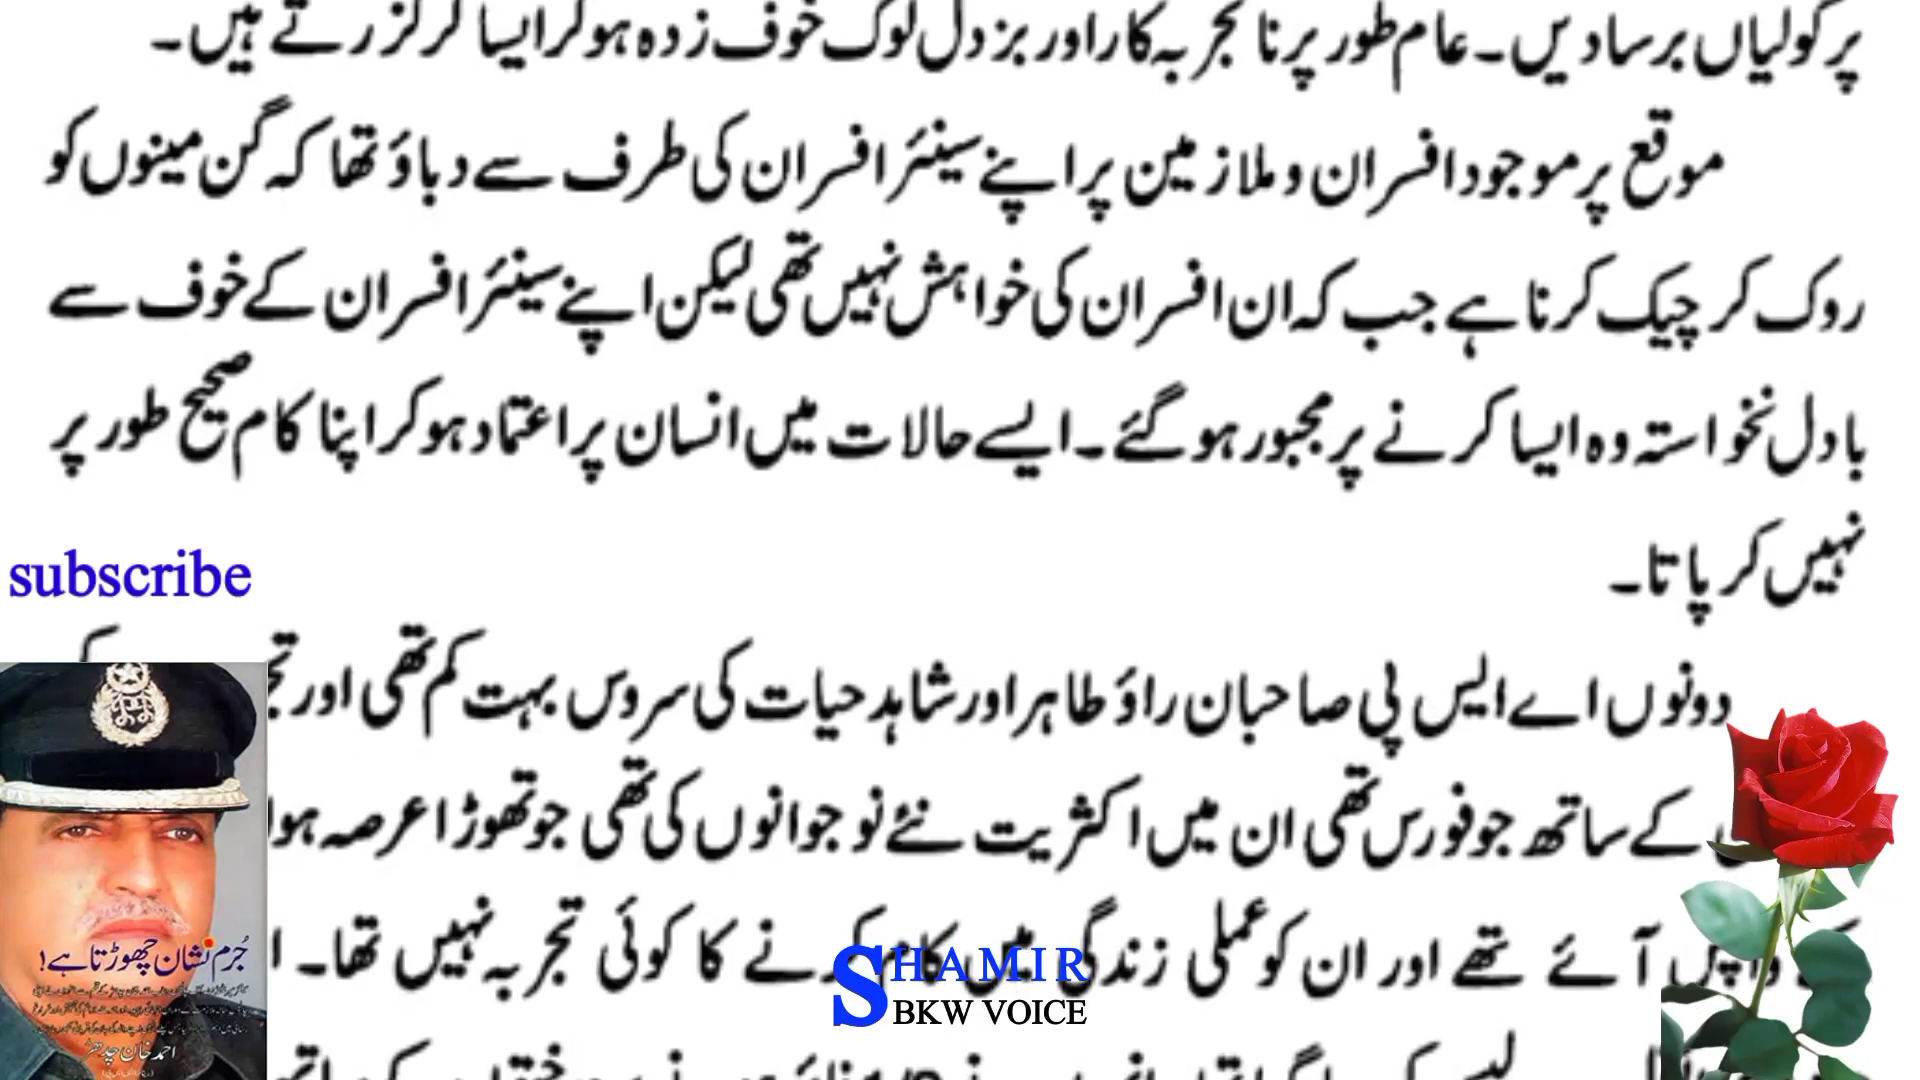 پر گولیاں برسا دیں۔ عام طور پر نا تجربہ کار اور بزدل لوگ خوف زدہ ہو کر ایسا کر گزرتے ہیں۔
موقع پر موجود افسران و ملازمین پر اپنے سینئر افسران کی طرف سے دباؤ تھا کہ گن مینوں کو
روک کر چیک کرنا ہے جب کہ ان افسران کی خواہش نہیں تھی لیکن اپنے سینئر افسران کے خوف سے
بادل نخواستہ وہ ایسا کرنے پر مجبور ہو گئے۔ ایسے حالات میں انسان پر اعتماد ہو کر اپنا کام صحیح طور پر
نہیں کر پاتا۔
subscribe
دونوں اے ایس پی صاحبان راؤ طاہر اور شاہد حیات کی سروس بہت کم تھی اور
کے ساتھ جو فورس تھی ان میں اکثریت نئے نوجوانوں کی تھی جو تھوڑا عرصہ
واپس آئے تھے اور ان کو عملی زندگی میں کام کرنے کا کوئی تجربہ نہیں تھا۔
جُرم نشان چھوڑتا ہے!
احمد خان چدھڑ
SHAMIR
BKW VOICE